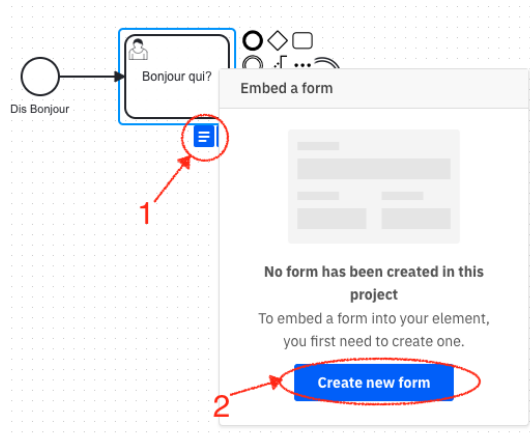 Bonjour qui?
Dis Bonjour
Embed a form
1
No form has been created in this
project
To embed a form into your element,
you first need to create one.
Create new form
2